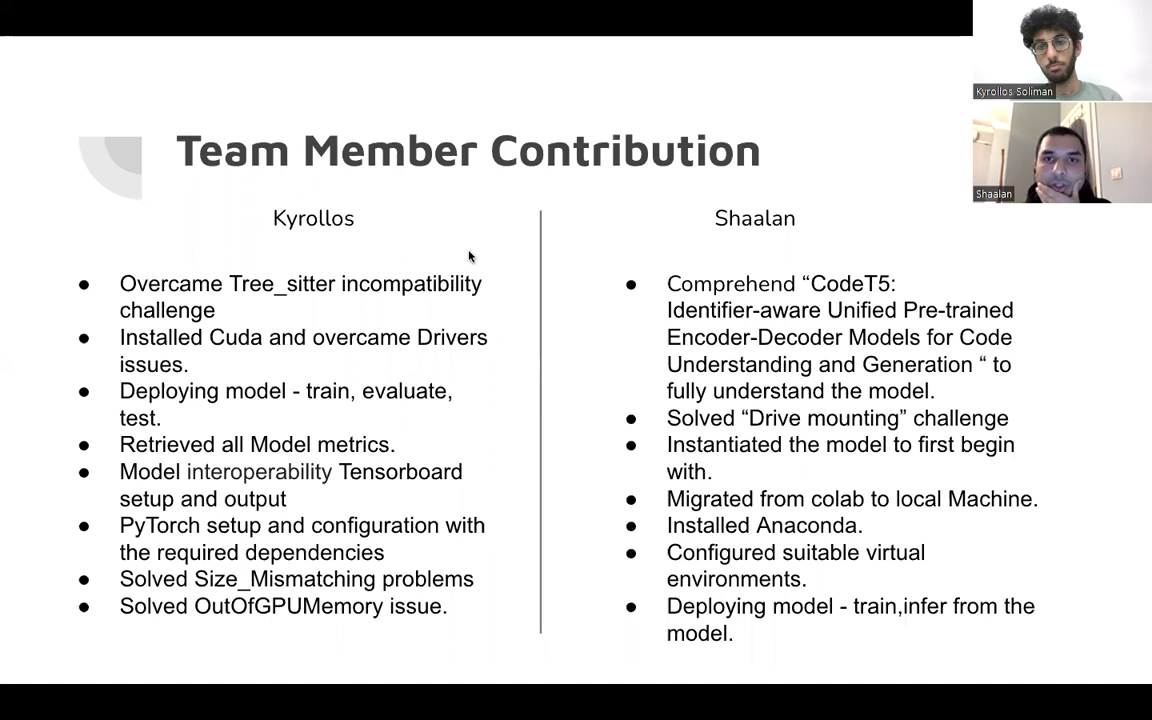 Team Member Contribution
Kyrollos
● Overcame Tree_sitter incompatibility
challenge
● Installed Cuda and overcame Drivers
issues.
● Deploying model - train, evaluate,
test.
● Retrieved all Model metrics.
● Model interoperability Tensorboard
setup and output
● PyTorch setup and configuration with
the required dependencies
● Solved Size_Mismatching problems
● Solved OutOfGPUMemory issue.
Shaalan
● Comprehend “CodeT5:
Identifier-aware Unified Pre-trained
Encoder-Decoder Models for Code
Understanding and Generation “ to
fully understand the model.
● Solved “Drive mounting” challenge
● Instantiated the model to first begin
with.
● Migrated from colab to local Machine.
● Installed Anaconda.
● Configured suitable virtual
environments.
● Deploying model - train,infer from the
model.
Kyrollos Soliman
Shaalan